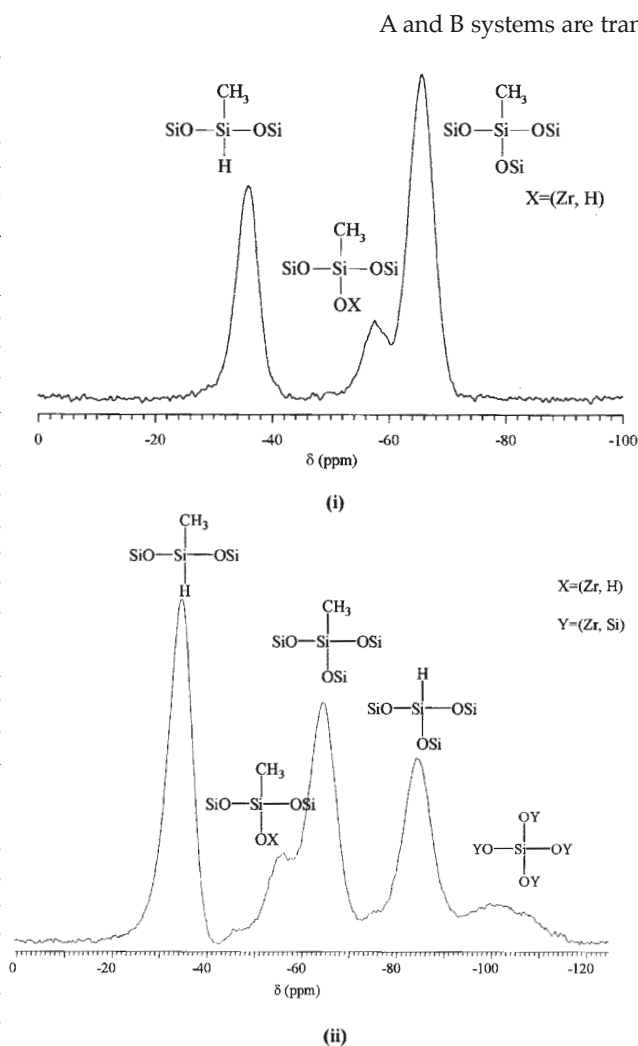 A and B systems are tran
CH3
SiO—Si—OSi
H
CH3
SiO—Si—OSi
OSi
X=(Zr, H)
CH3
SiO—Si—OSi
OX
0 -20 -40 -60 -80 -100
δ (ppm)
(i)
CH3
SiO—Si—OSi
H
X=(Zr, H)
Y=(Zr, Si)
CH3
SiO—Si—OSi
OSi
H
SiO—Si—OSi
OSi
CH3
SiO—Si—OSi
OX
OY
YO—Si—OY
OY
0 -20 -40 -60 -80 -100 -120
δ (ppm)
(ii)